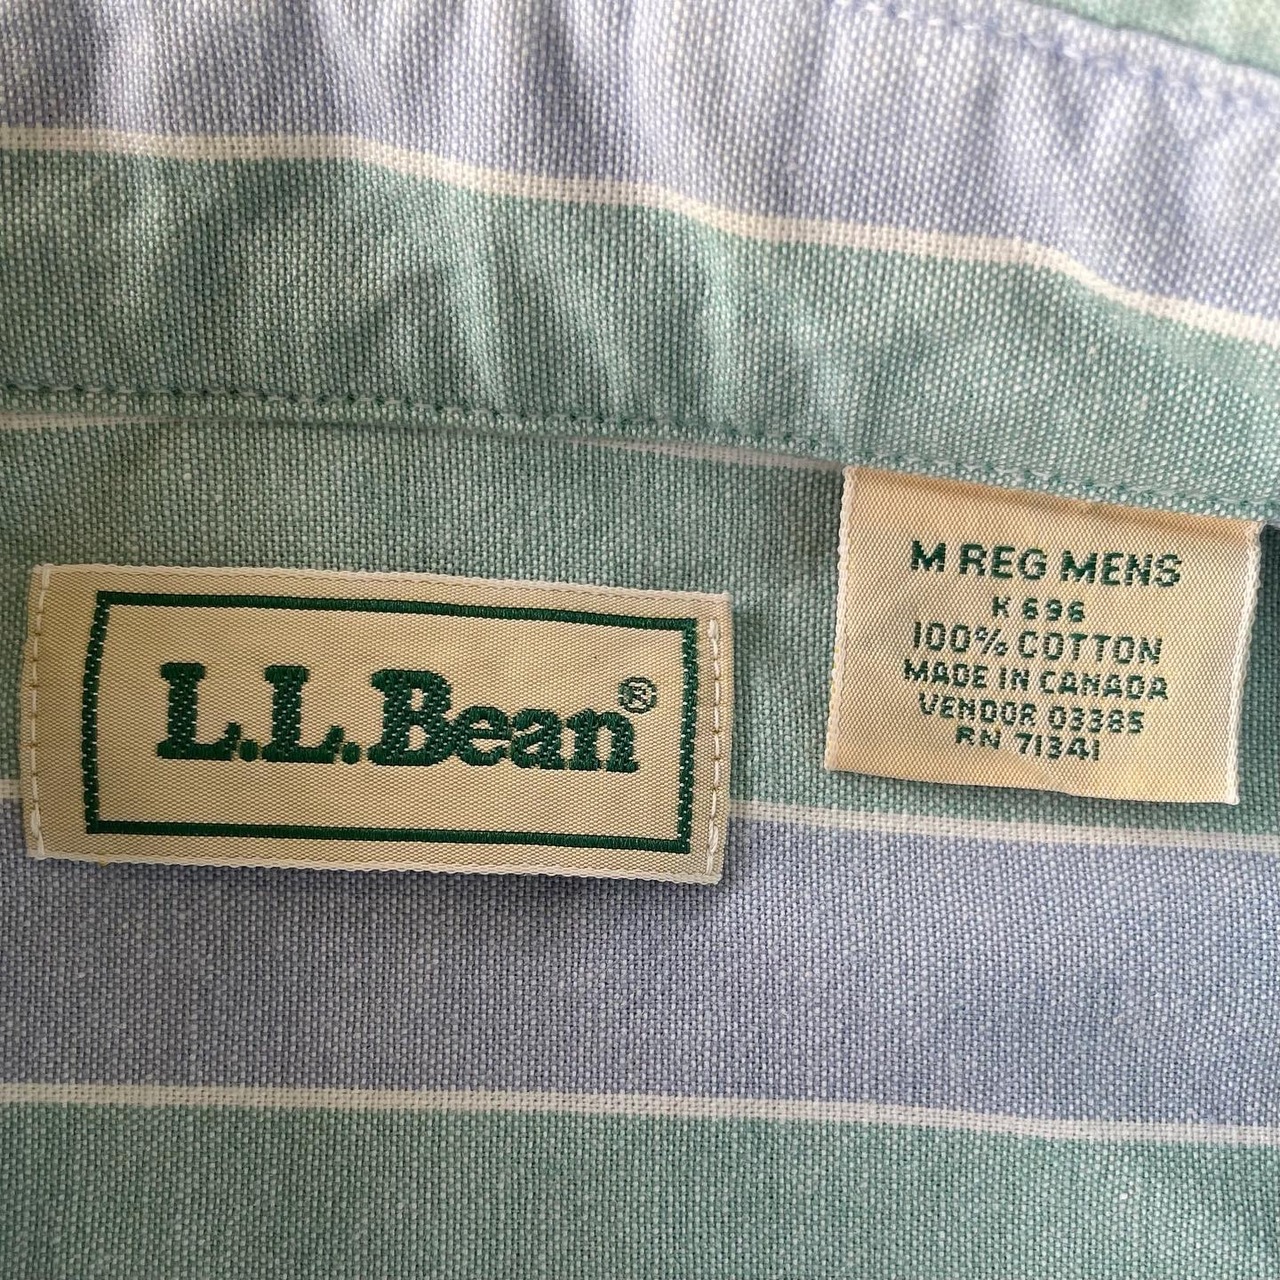 L.L.Bean®
M REG MENS
K 696
100% COTTON
MADE IN CANADA
VENDOR 03385
RN 71341